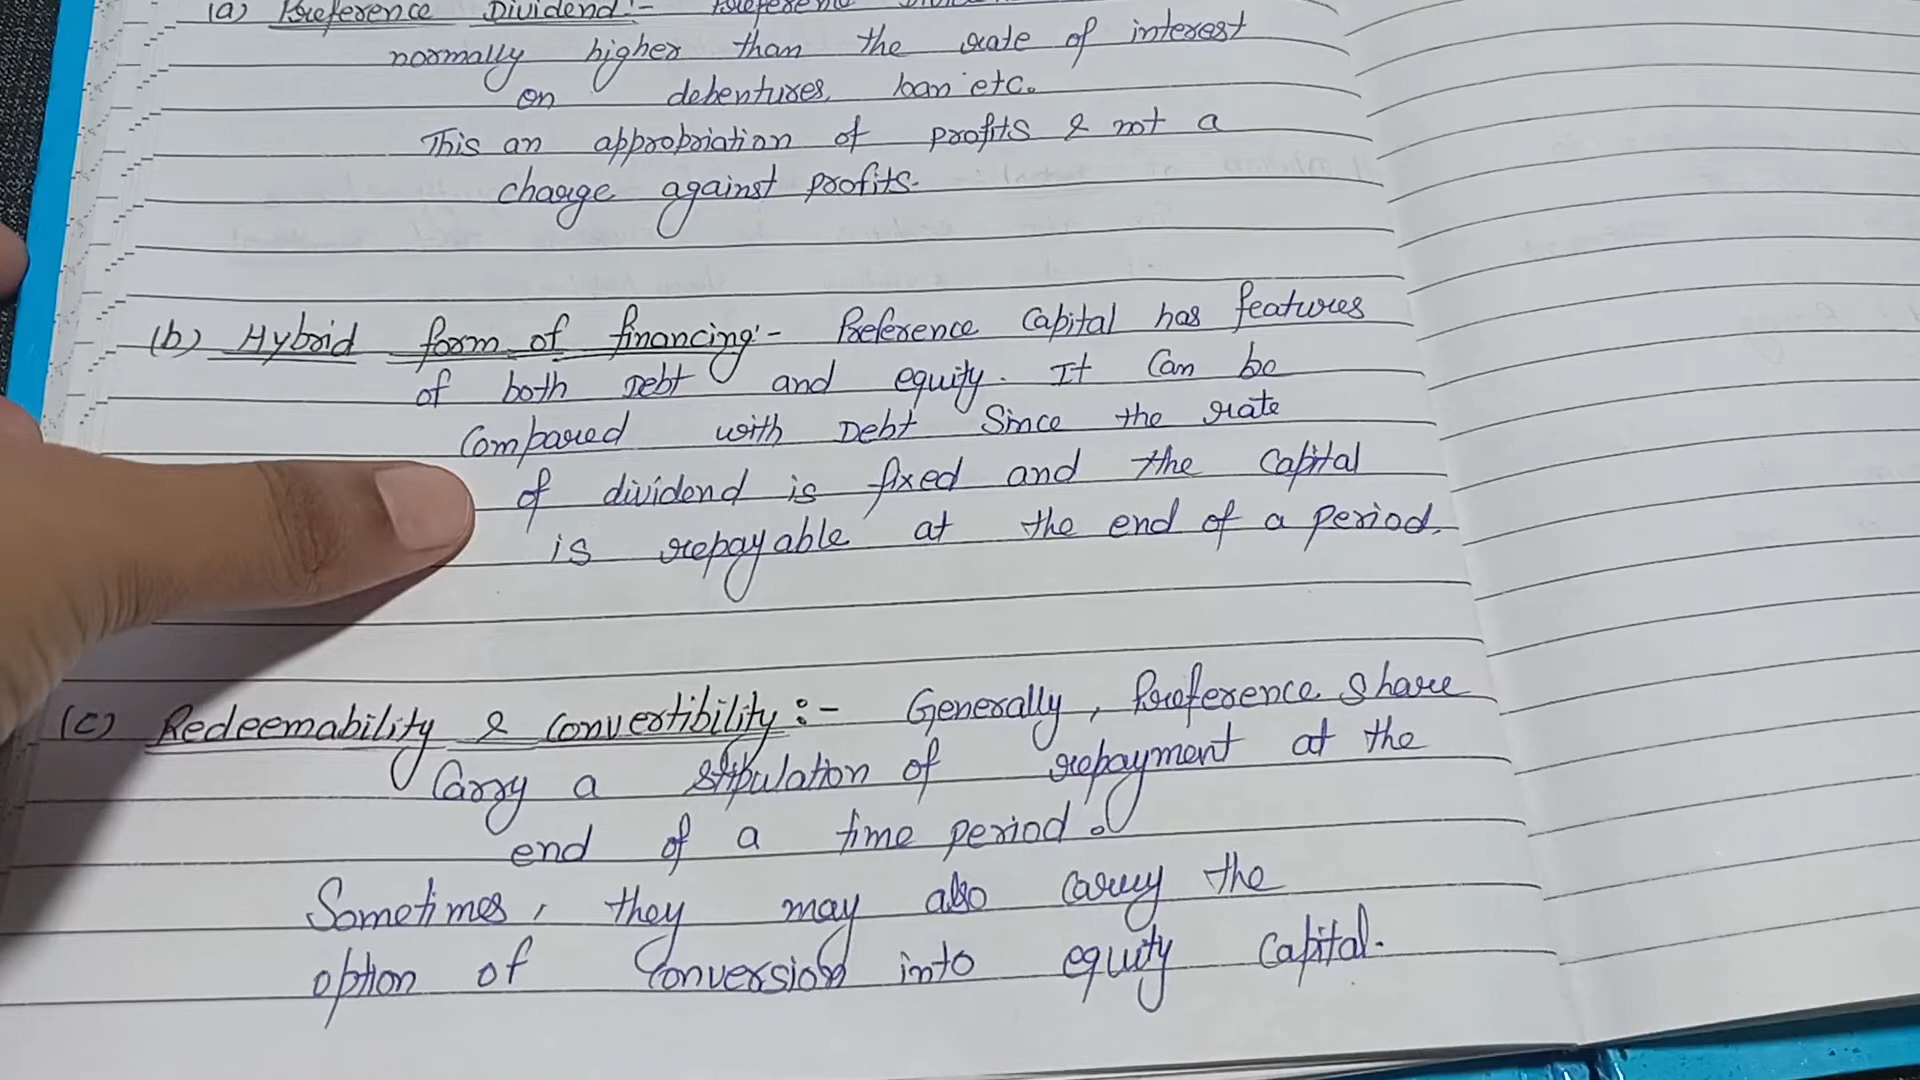 (a) Preference Dividend :- Preference
normally higher than the rate of interest
on debentures, loan etc.
This an appropriation of profits & not a
charge against profits.
(b) Hybrid form of financing :- Preference Capital has features
of both Debt and equity. It Can be
Compared with Debt Since the rate
of dividend is fixed and the Capital
is repayable at the end of a period.
(c) Redeemability & Convertibility :- Generally, Preference Share
Carry a stipulation of repayment at the
end of a time period.
Sometimes, they may also carry the
option of Conversion into equity Capital.